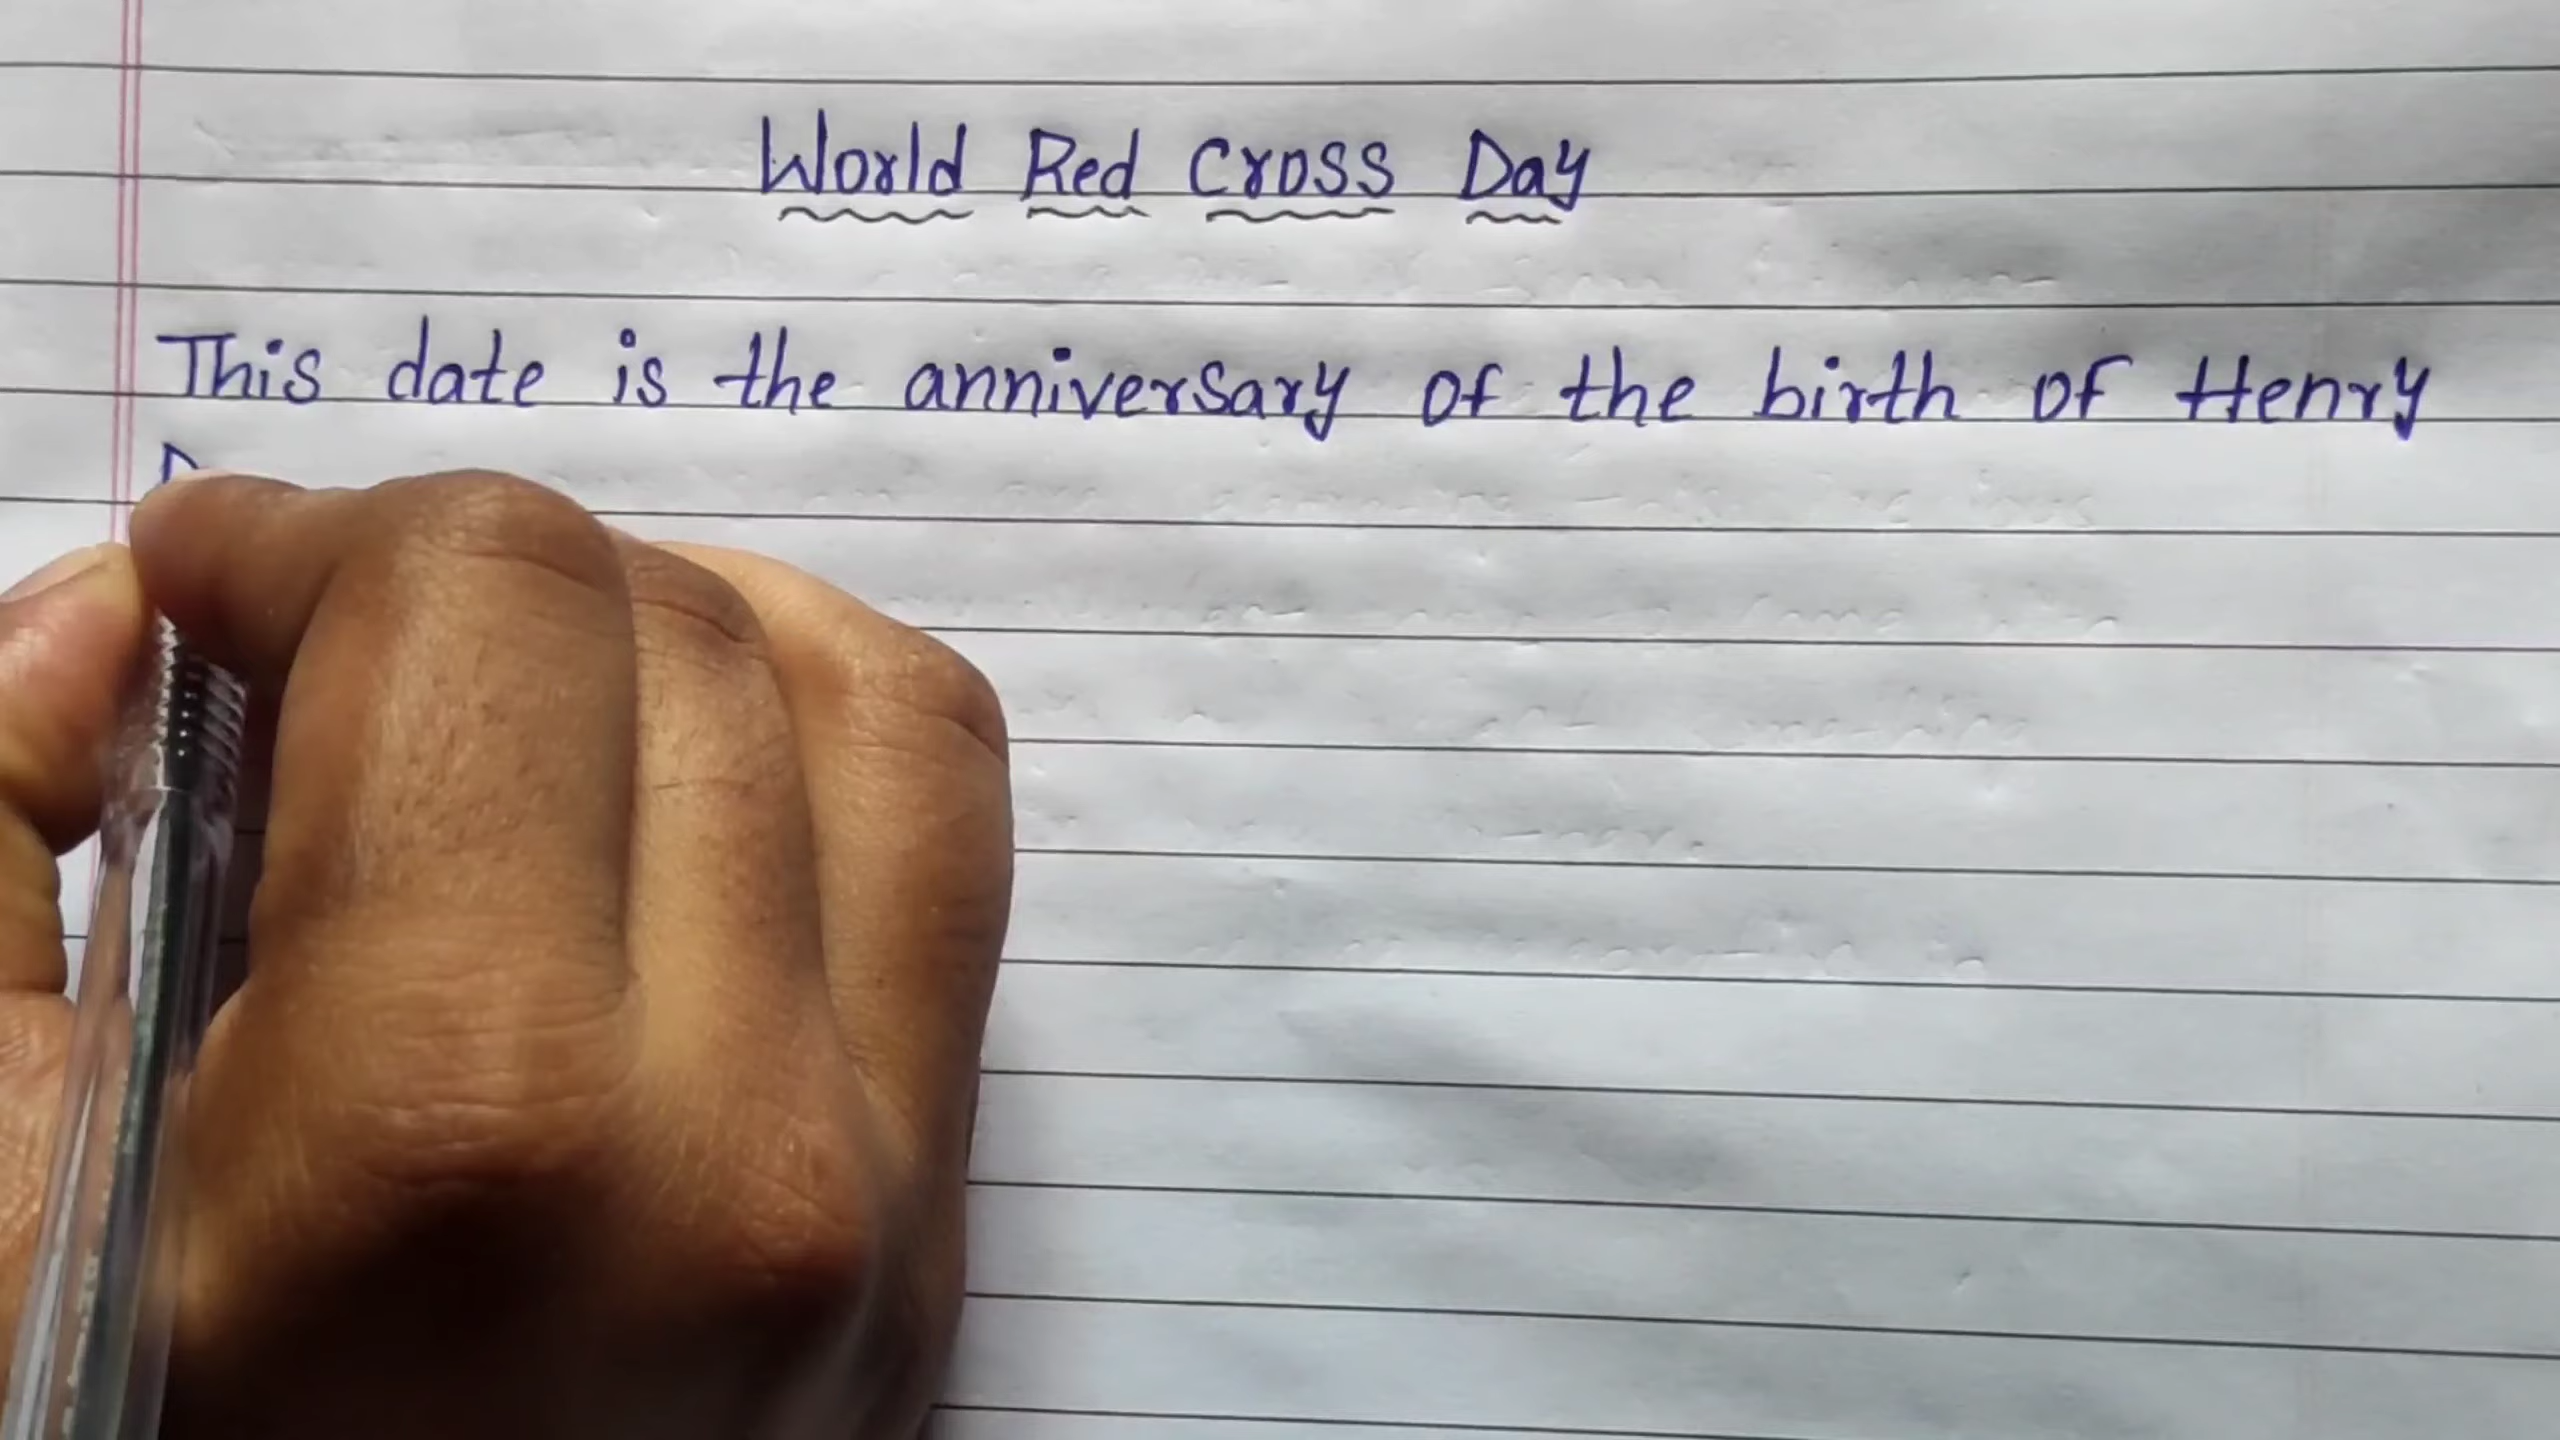 World Red Cross Day
This date is the anniversary of the birth of Henry
D